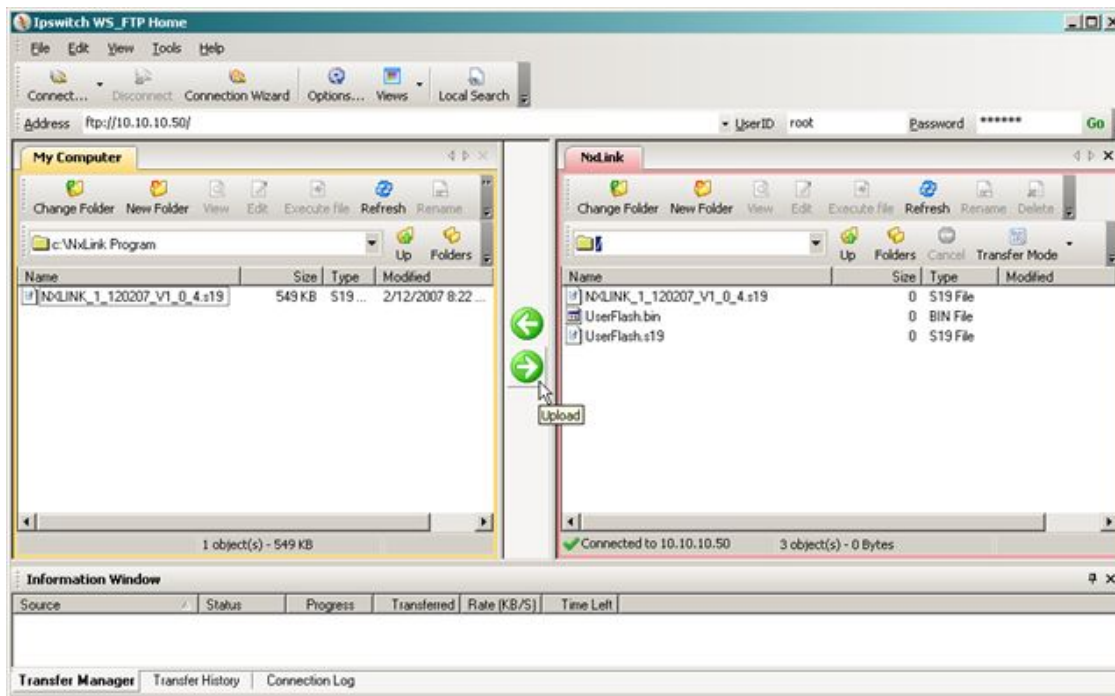 Ipswitch WS_FTP Home
File Edit View Tools Help
Connect... Disconnect Connection Wizard Options... Views Local Search
Address ftp://10.10.10.50/ UserID root Password ****** Go
My Computer
Change Folder New Folder View Edit Execute file Refresh Rename
c:\NxLink Program Up Folders
Name Size Type Modified
NXLINK_1_120207_V1_0_4.s19 549 KB S19 ... 2/12/2007 8:22 ...
1 object(s) - 549 KB
Upload
NxLink
Change Folder New Folder View Edit Execute file Refresh Rename Delete
/ Up Folders Cancel Transfer Mode
Name Size Type Modified
NXLINK_1_120207_V1_0_4.s19 0 S19 File
UserFlash.bin 0 BIN File
UserFlash.s19 0 S19 File
Connected to 10.10.10.50 3 object(s) - 0 Bytes
Information Window
Source Status Progress Transferred Rate (KB/S) Time Left
Transfer Manager Transfer History Connection Log